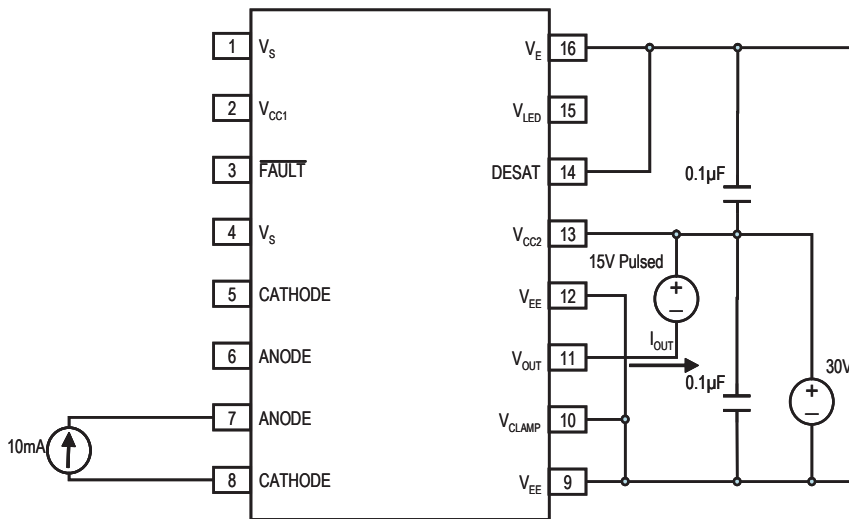 1 V_S
2 V_CC1
3 FAULT
4 V_S
5 CATHODE
6 ANODE
7 ANODE
8 CATHODE
10mA
V_E 16
V_LED 15
DESAT 14
V_CC2 13
V_EE 12
V_OUT 11
V_CLAMP 10
V_EE 9
0.1µF
15V Pulsed
+
−
I_OUT
0.1µF
30V
+
−